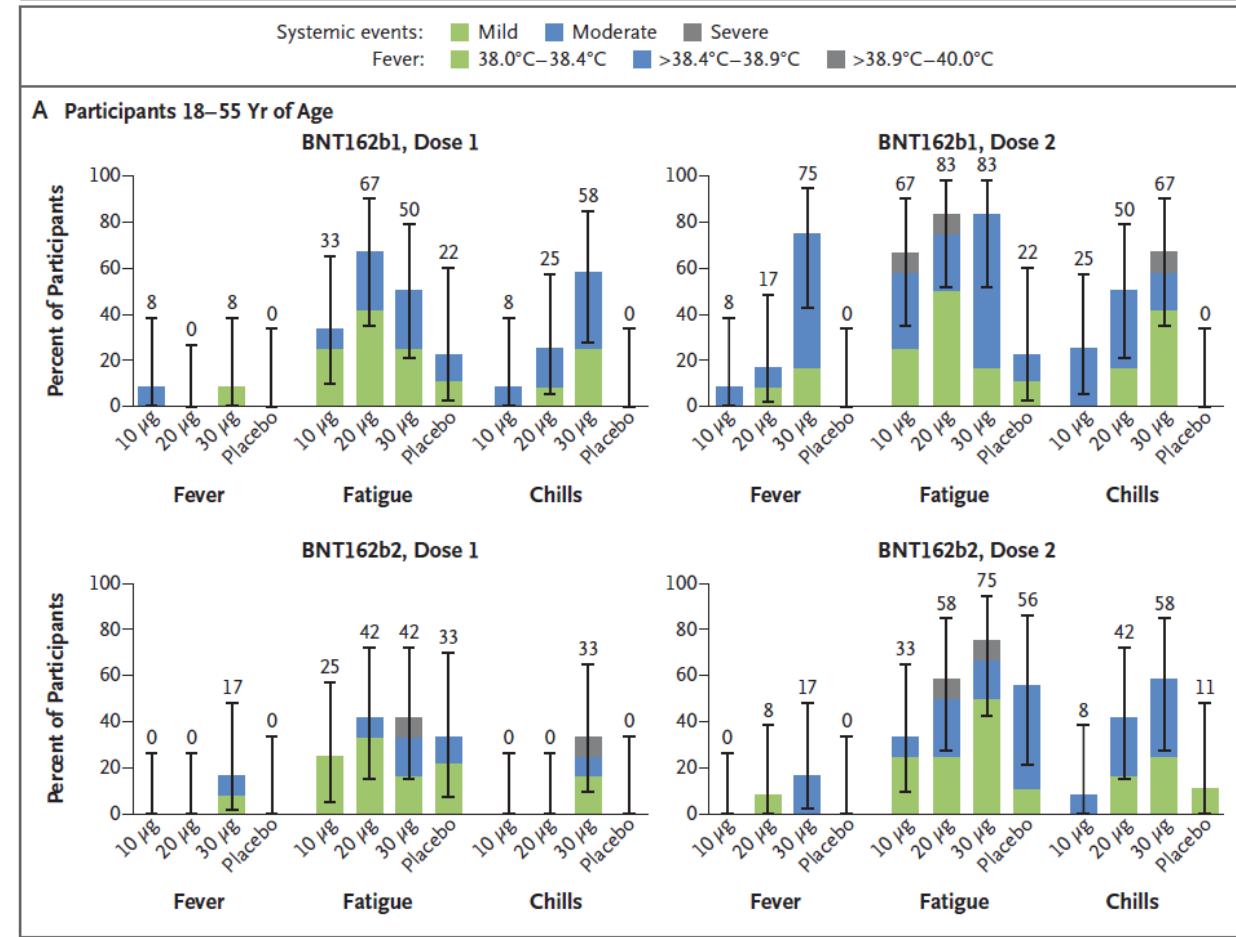 Systemic events: Mild Moderate Severe
Fever: 38.0°C–38.4°C >38.4°C–38.9°C >38.9°C–40.0°C
A Participants 18–55 Yr of Age
BNT162b1, Dose 1
Percent of Participants
100
80
60
40
20
0
8 0 8 0
33 67 50 22
8 25 58 0
10 µg 20 µg 30 µg Placebo 10 µg 20 µg 30 µg Placebo 10 µg 20 µg 30 µg Placebo
Fever Fatigue Chills
BNT162b1, Dose 2
100
80
60
40
20
0
8 17 75 0
67 83 83 22
25 50 67 0
10 µg 20 µg 30 µg Placebo 10 µg 20 µg 30 µg Placebo 10 µg 20 µg 30 µg Placebo
Fever Fatigue Chills
BNT162b2, Dose 1
Percent of Participants
100
80
60
40
20
0
0 0 17 0
25 42 42 33
0 0 33 0
10 µg 20 µg 30 µg Placebo 10 µg 20 µg 30 µg Placebo 10 µg 20 µg 30 µg Placebo
Fever Fatigue Chills
BNT162b2, Dose 2
100
80
60
40
20
0
0 8 17 0
33 58 75 56
8 42 58 11
10 µg 20 µg 30 µg Placebo 10 µg 20 µg 30 µg Placebo 10 µg 20 µg 30 µg Placebo
Fever Fatigue Chills